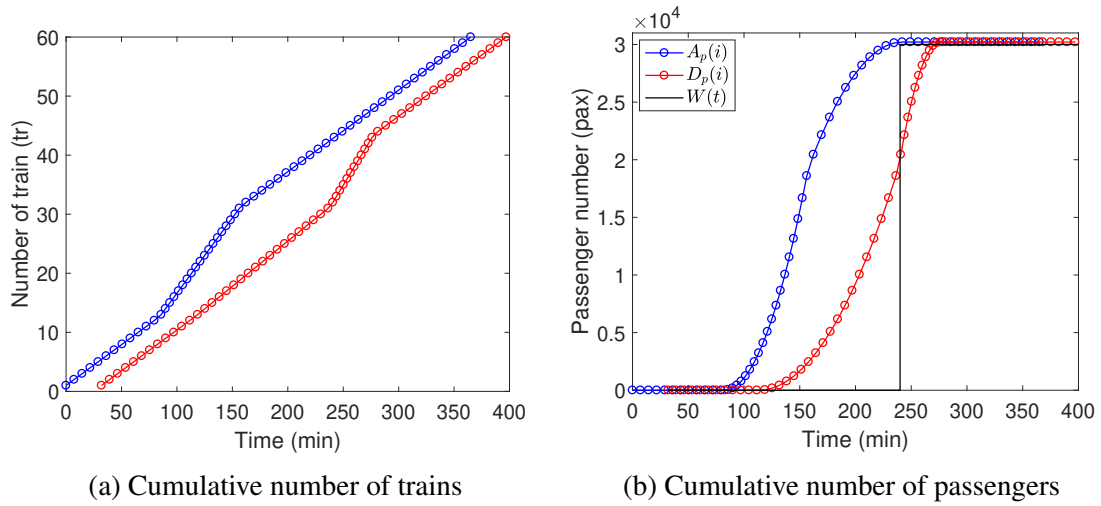 60
50
40
30
20
10
0
Number of train (tr)
0 50 100 150 200 250 300 350 400
Time (min)
(a) Cumulative number of trains
×10⁴
3
2.5
2
1.5
1
0.5
0
Passenger number (pax)
A_p(i)
D_p(i)
W(t)
0 50 100 150 200 250 300 350 400
Time (min)
(b) Cumulative number of passengers